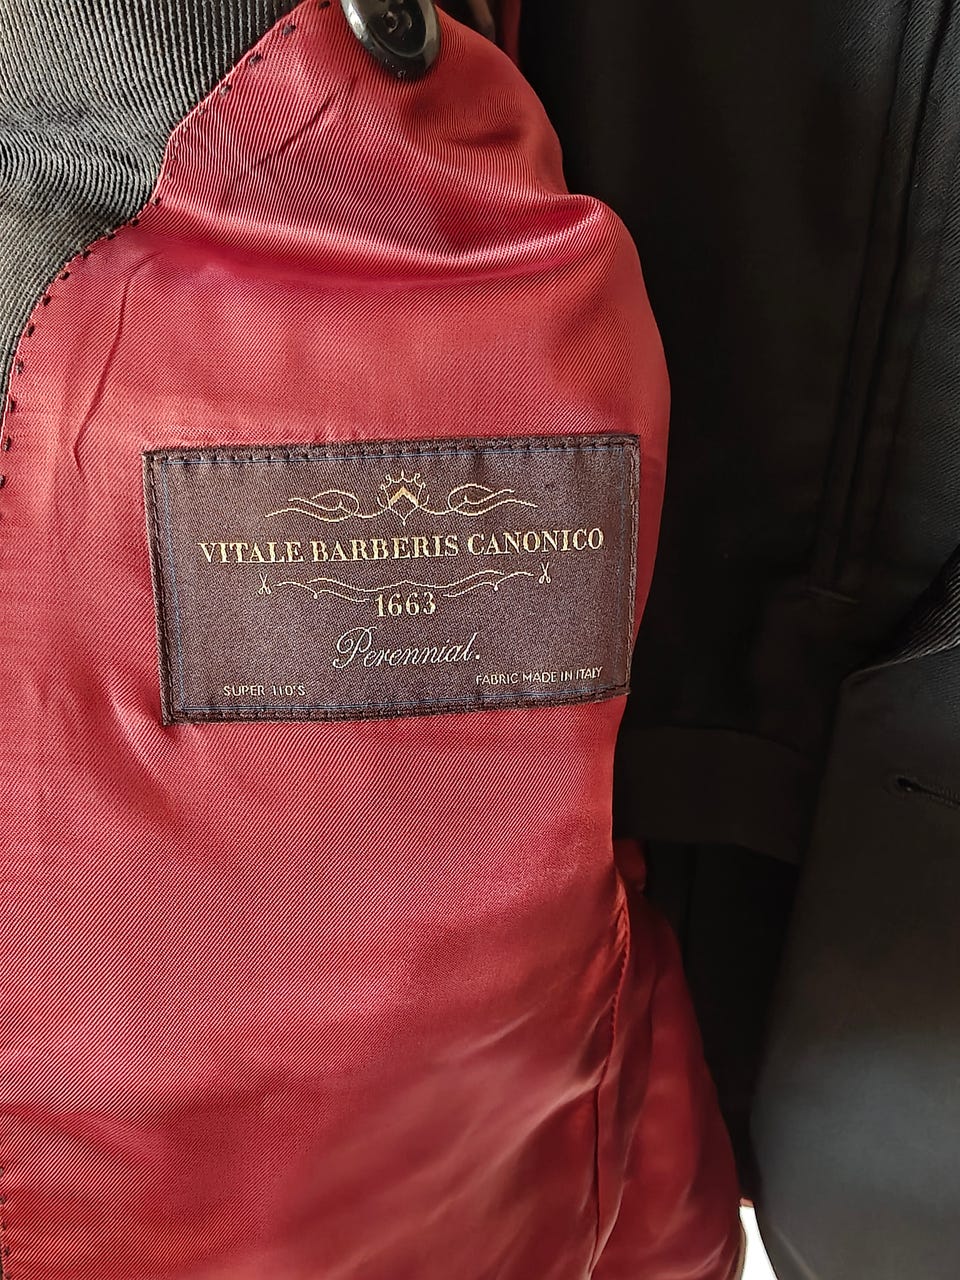 VITALE BARBERIS CANONICO
1663
Perennial.
SUPER 110'S
FABRIC MADE IN ITALY